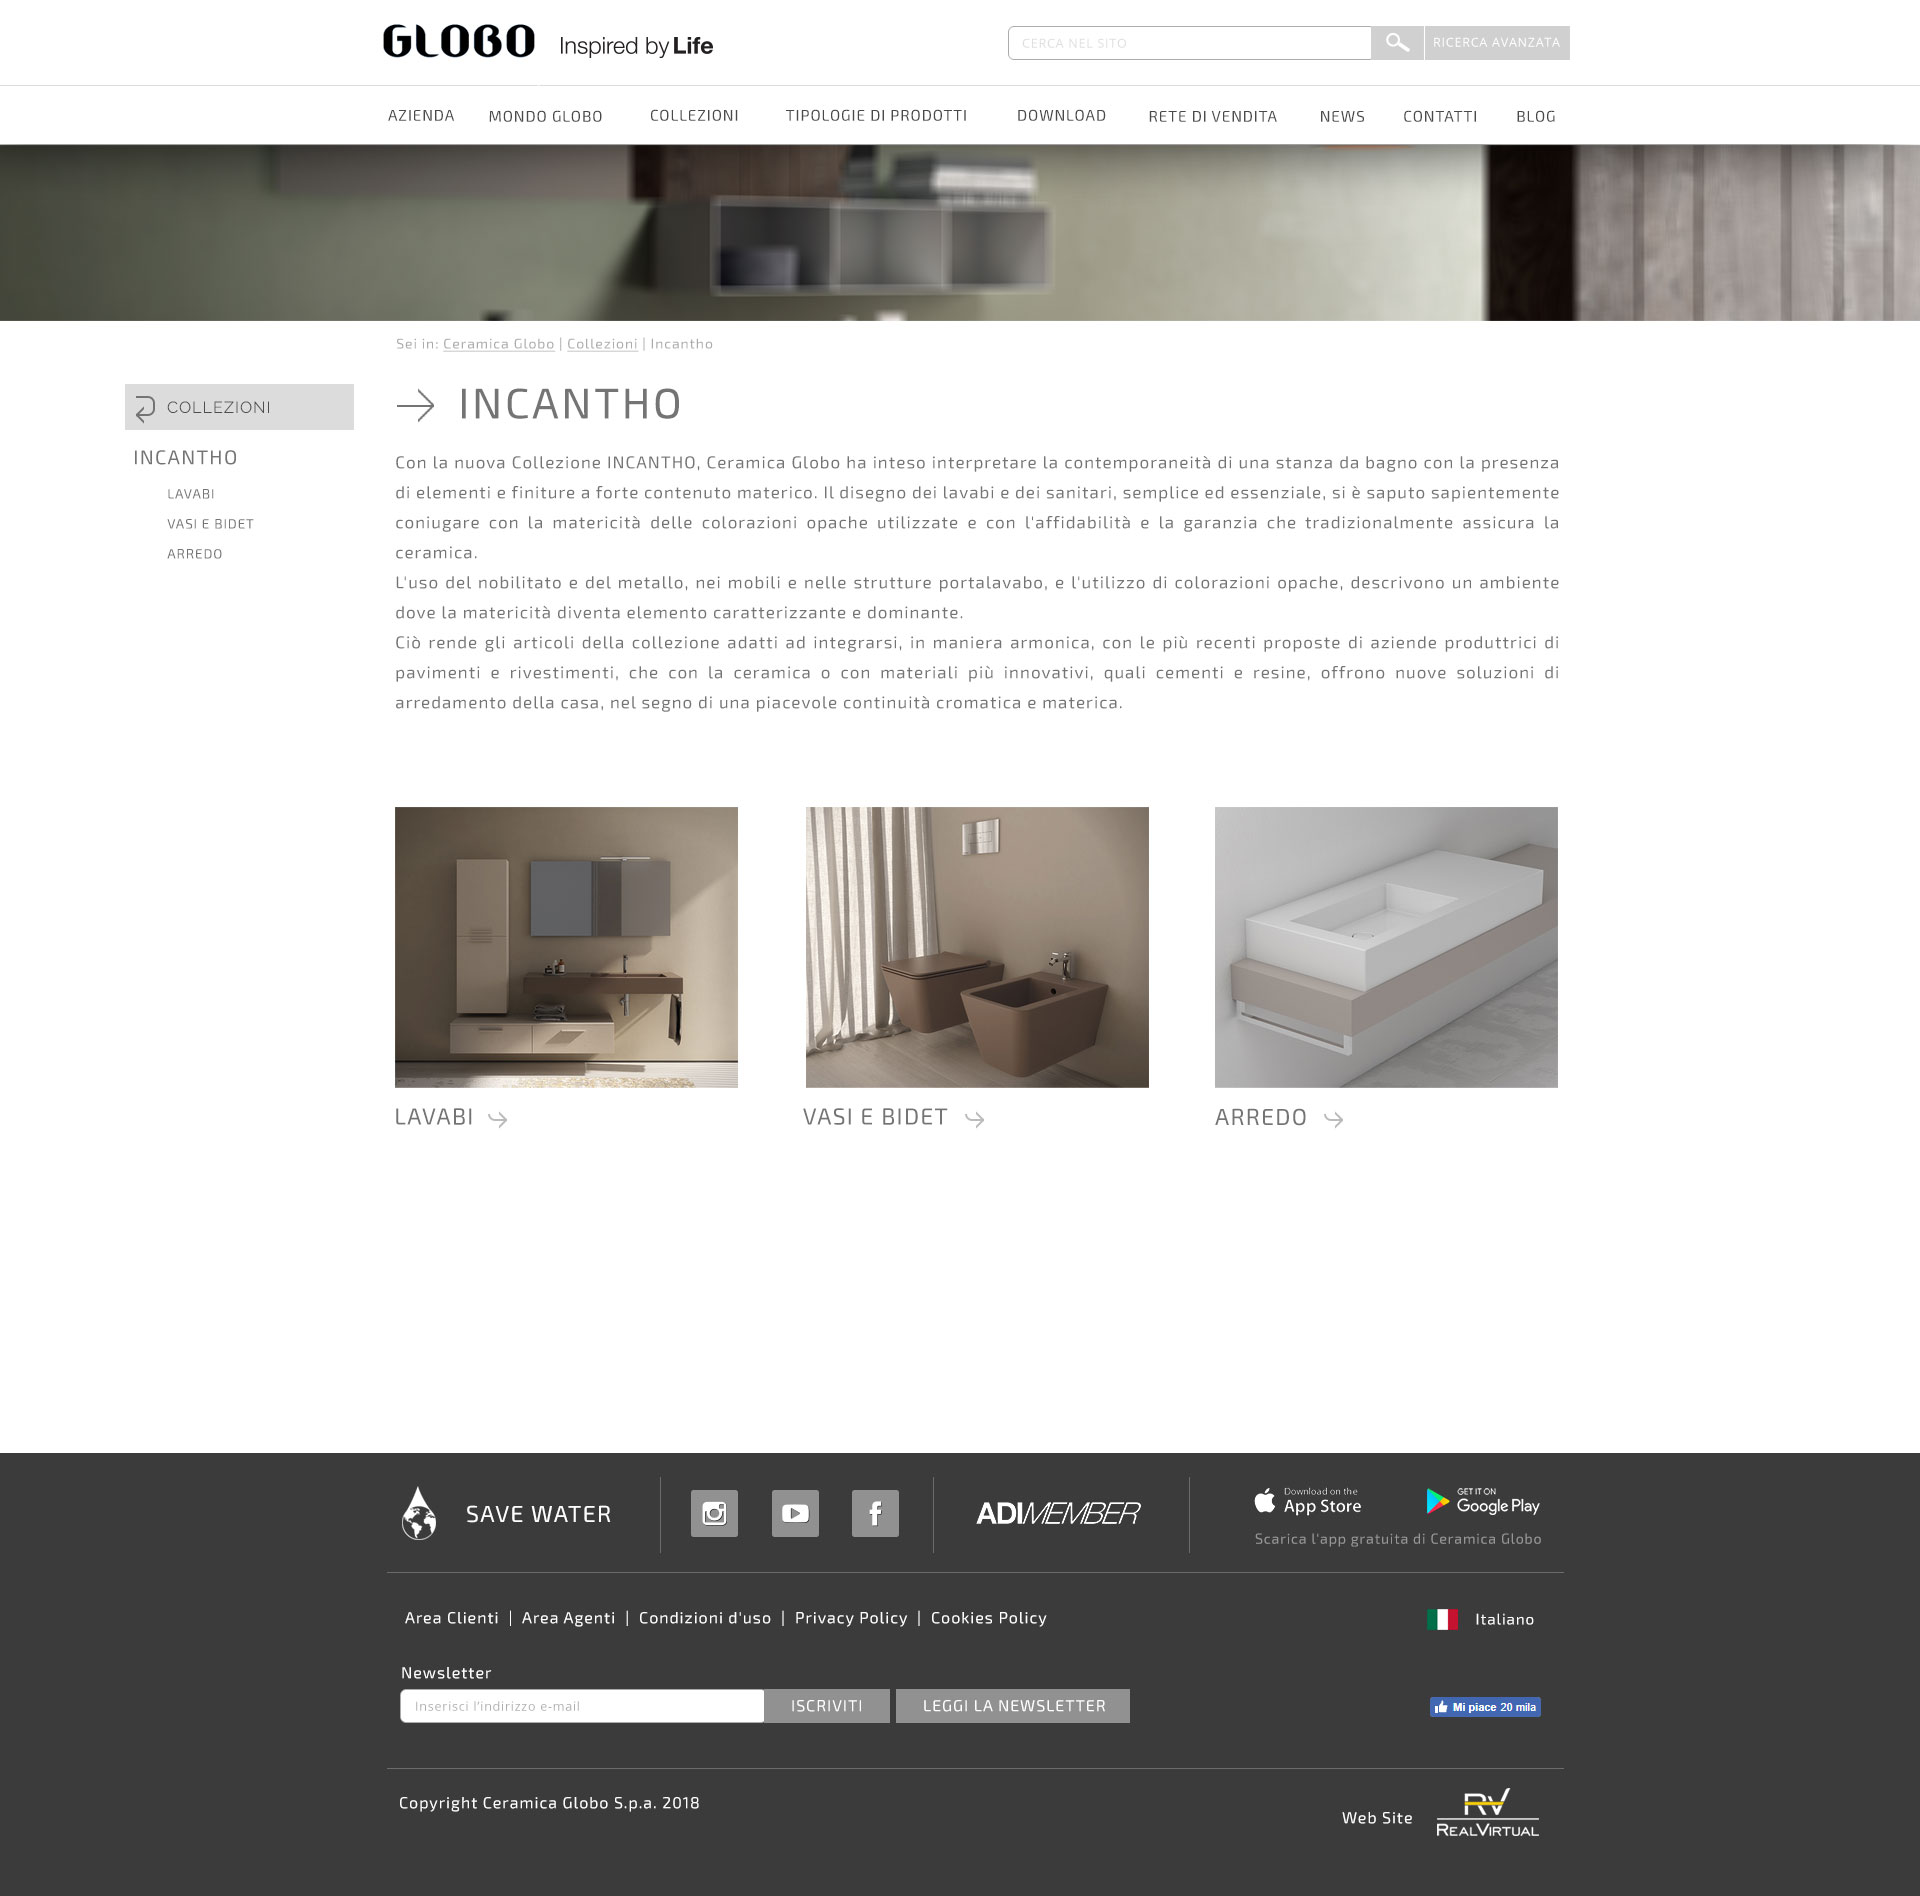 GLOBO Inspired by Life
CERCA NEL SITO
RICERCA AVANZATA
AZIENDA MONDO GLOBO COLLEZIONI TIPOLOGIE DI PRODOTTI DOWNLOAD RETE DI VENDITA NEWS CONTATTI BLOG
Sei in: Ceramica Globo | Collezioni | Incantho
COLLEZIONI
INCANTHO
LAVABI
VASI E BIDET
ARREDO
INCANTHO
Con la nuova Collezione INCANTHO, Ceramica Globo ha inteso interpretare la contemporaneità di una stanza da bagno con la presenza
di elementi e finiture a forte contenuto materico. Il disegno dei lavabi e dei sanitari, semplice ed essenziale, si è saputo sapientemente
coniugare con la matericità delle colorazioni opache utilizzate e con l'affidabilità e la garanzia che tradizionalmente assicura la
ceramica.
L'uso del nobilitato e del metallo, nei mobili e nelle strutture portalavabo, e l'utilizzo di colorazioni opache, descrivono un ambiente
dove la matericità diventa elemento caratterizzante e dominante.
Ciò rende gli articoli della collezione adatti ad integrarsi, in maniera armonica, con le più recenti proposte di aziende produttrici di
pavimenti e rivestimenti, che con la ceramica o con materiali più innovativi, quali cementi e resine, offrono nuove soluzioni di
arredamento della casa, nel segno di una piacevole continuità cromatica e materica.
LAVABI
VASI E BIDET
ARREDO
SAVE WATER
ADIMEMBER
Download on the
App Store
GET IT ON
Google Play
Scarica l'app gratuita di Ceramica Globo
Area Clienti | Area Agenti | Condizioni d'uso | Privacy Policy | Cookies Policy
Italiano
Newsletter
Inserisci l'indirizzo e-mail
ISCRIVITI
LEGGI LA NEWSLETTER
Mi piace 20 mila
Copyright Ceramica Globo S.p.a. 2018
Web Site
RV
REALVIRTUAL